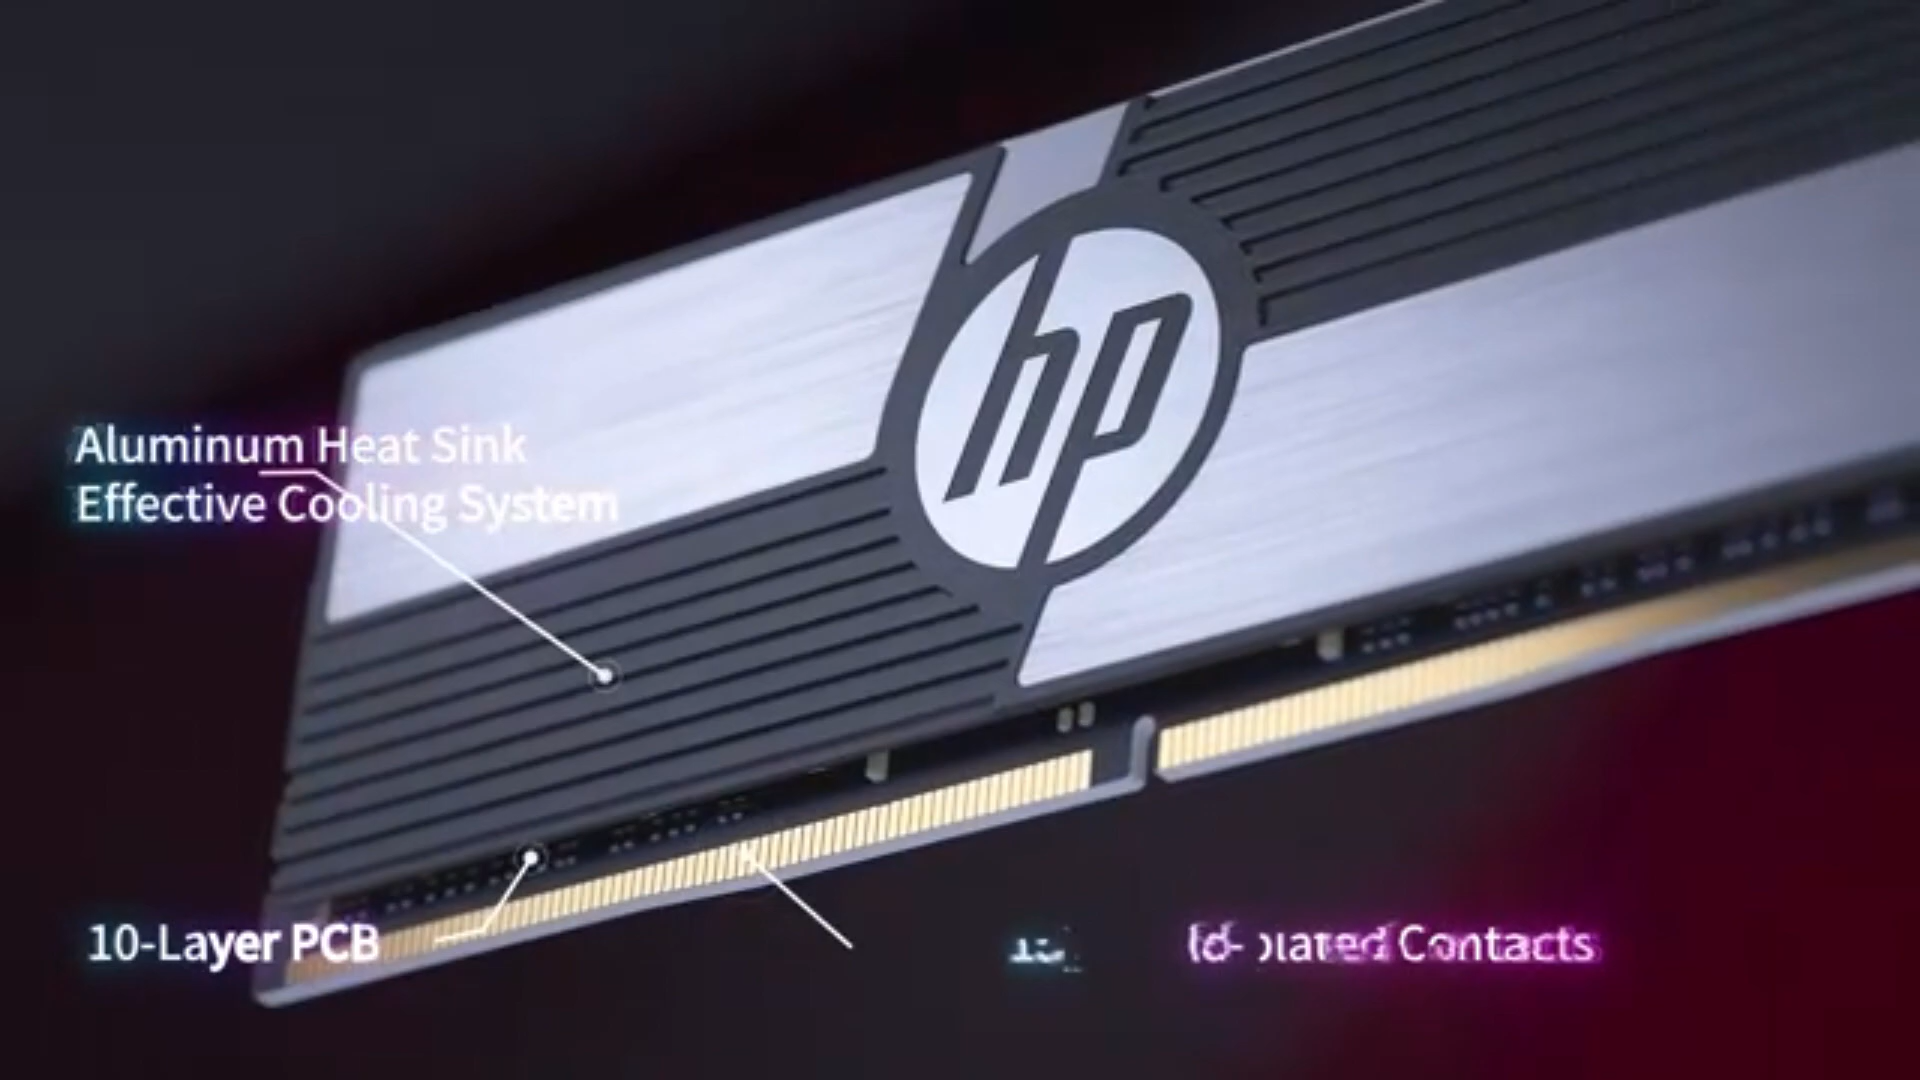 hp
Aluminum Heat Sink
Effective Cooling System
10-Layer PCB
Contacts